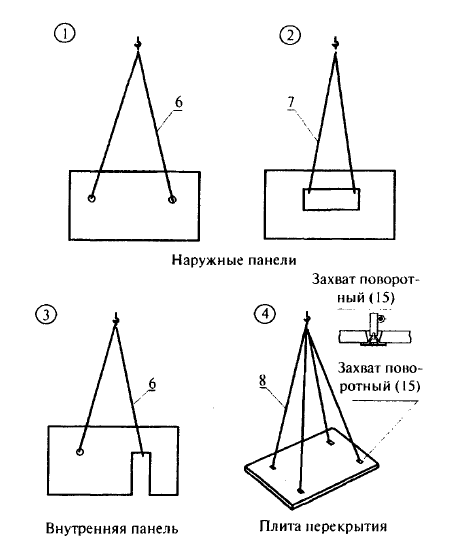 1
2
6
7
Наружные панели
3
4
Захват поворот-
ный (15)
6
8
Захват пово-
ротный (15)
Внутренняя панель
Плита перекрытия